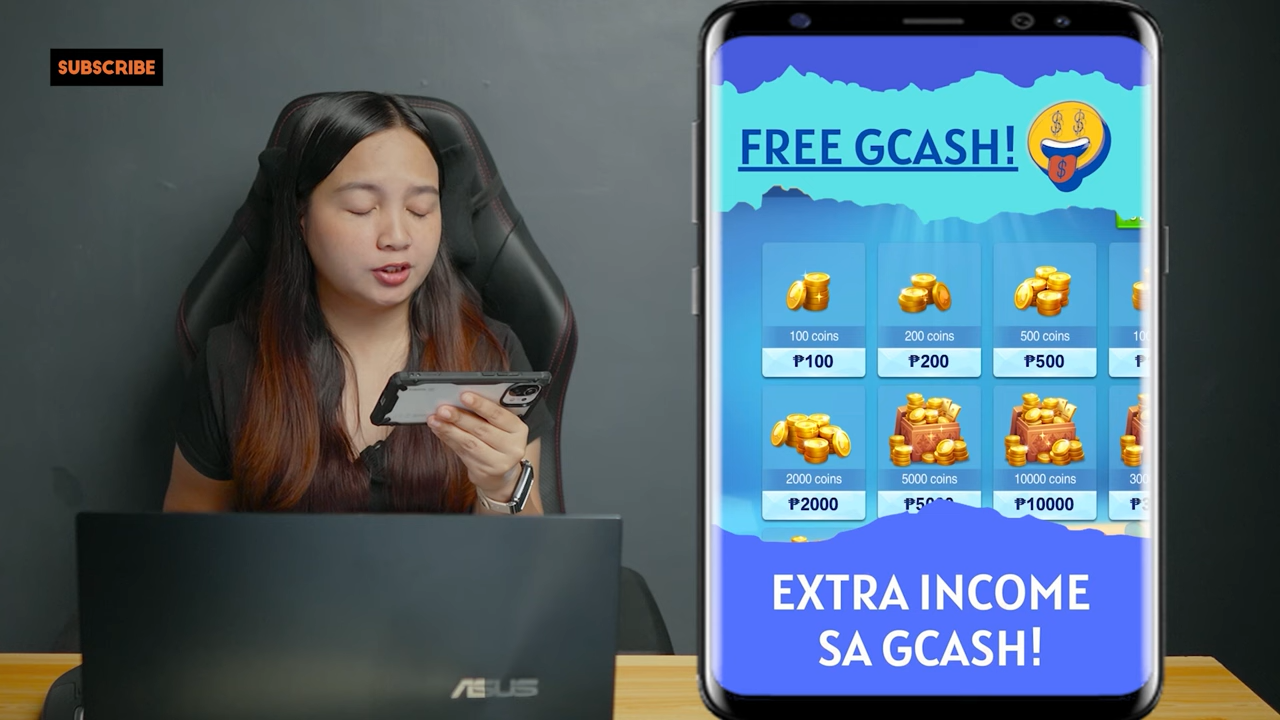 SUBSCRIBE
FREE GCASH!
100 coins
200 coins
500 coins
₱100
₱200
₱500
2000 coins
5000 coins
10000 coins
₱2000
₱10000
EXTRA INCOME
SA GCASH!
ASUS